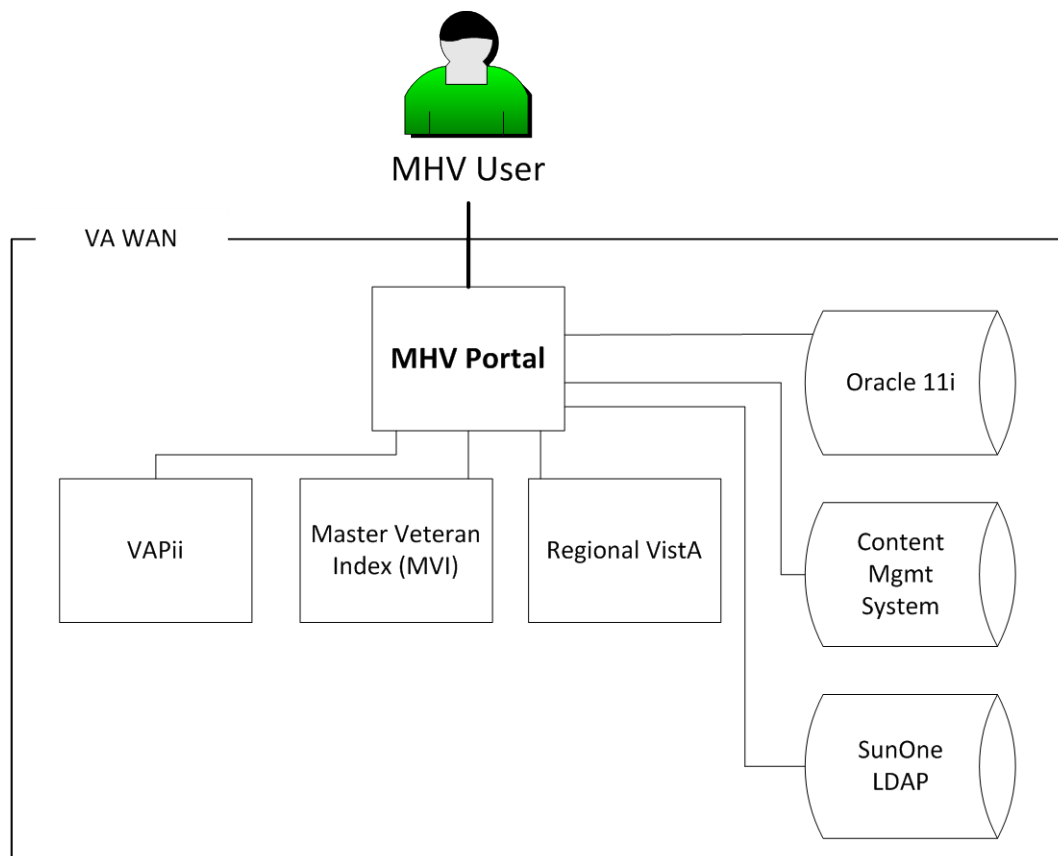 MHV User
VA WAN
MHV Portal
Oracle 11i
VAPii
Master Veteran
Index (MVI)
Regional VistA
Content
Mgmt
System
SunOne
LDAP